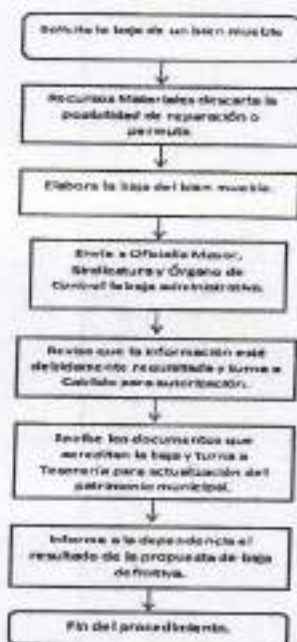 Solicita la baja de un bien mueble
Recursos Materiales descarta la
posibilidad de reparación o
permuta.
Elabora la baja del bien mueble.
Envía a Oficialía Mayor,
Sindicatura y Órgano de
Control la baja administrativa.
Revisa que la información esté
debidamente requisitada y turna a
Cabildo para autorización.
Recibe los documentos que
acreditan la baja y turna a
Tesorería para actualización del
patrimonio municipal.
Informa a la dependencia el
resultado de la propuesta de baja
definitiva.
Fin del procedimiento.